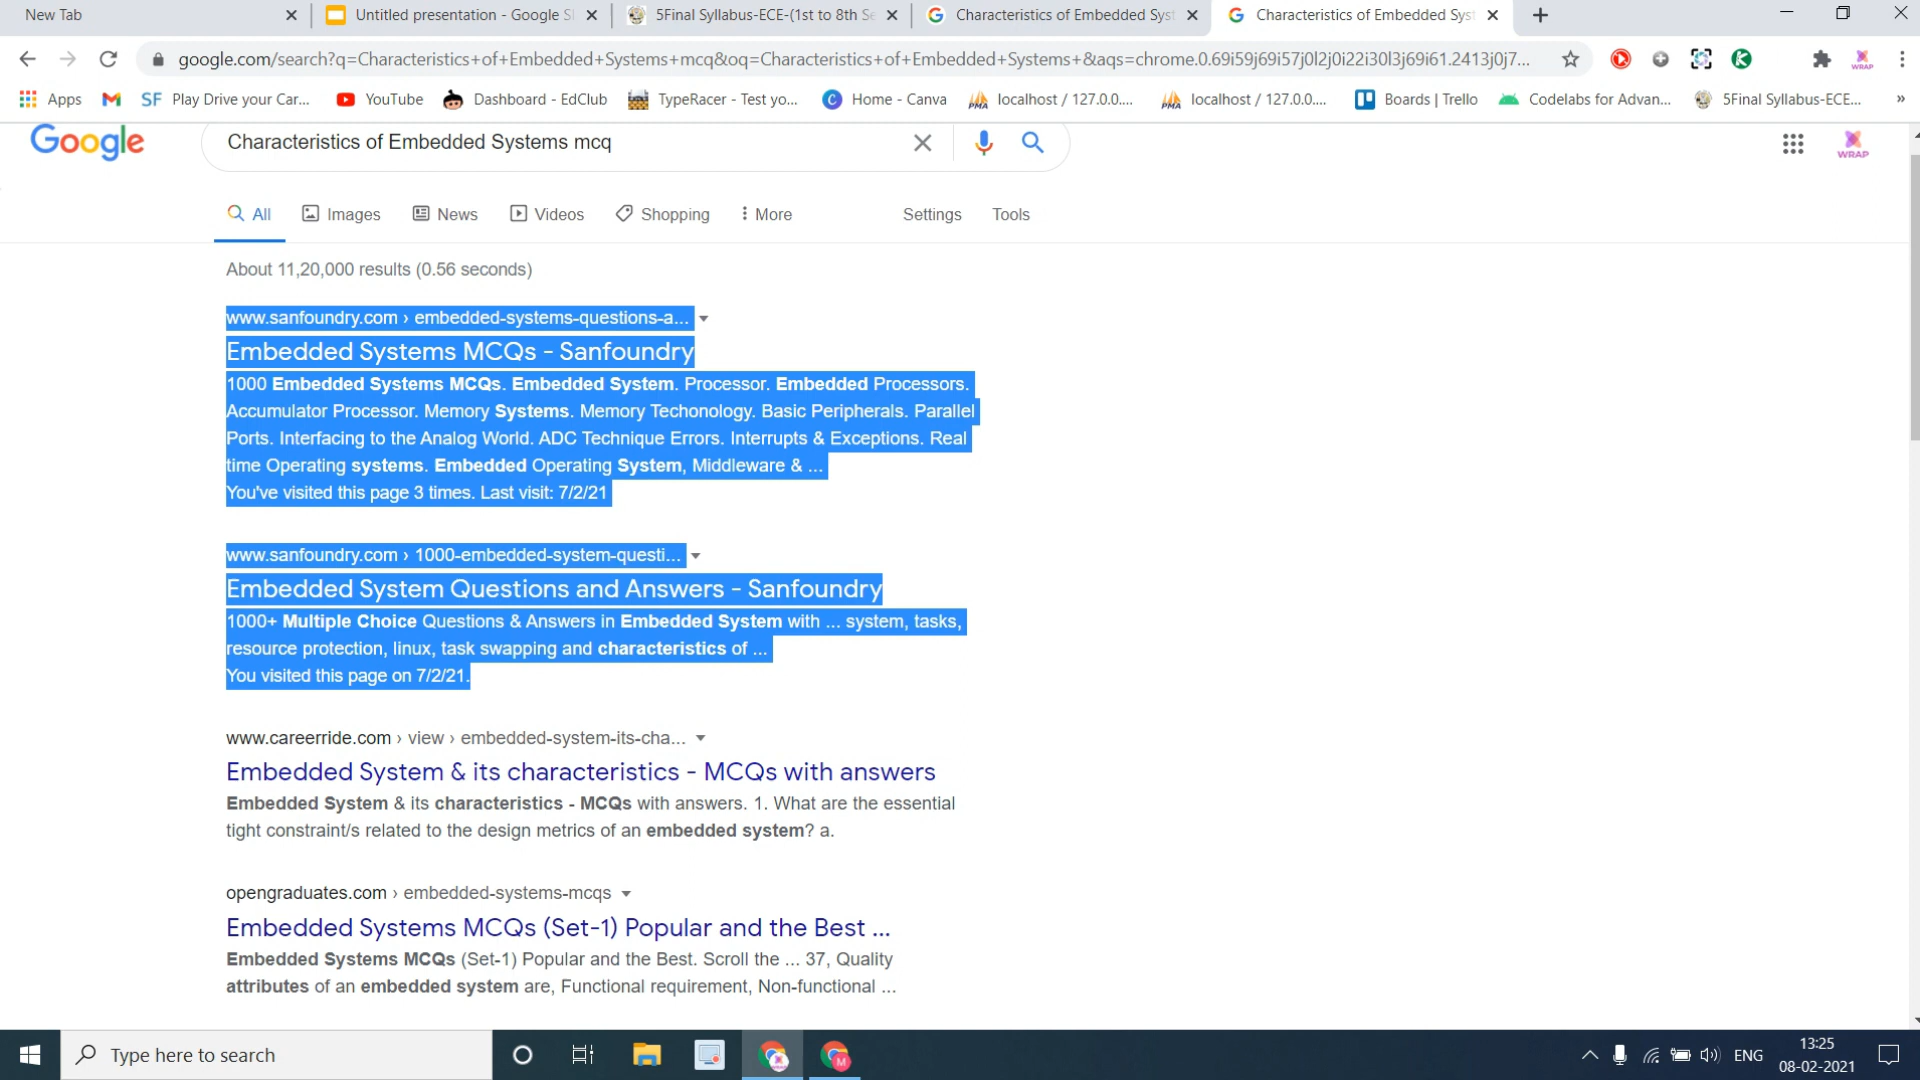 New Tab
Untitled presentation - Google Sl
5Final Syllabus-ECE-(1st to 8th Se
Characteristics of Embedded Syst
Characteristics of Embedded Syst
google.com/search?q=Characteristics+of+Embedded+Systems+mcq&oq=Characteristics+of+Embedded+Systems+&aqs=chrome.0.69i59j69i57j0l2j0i22i30l3j69i61.2413j0j7...
WRAP
Apps
SF Play Drive your Car...
YouTube
Dashboard - EdClub
TypeRacer - Test yo...
C Home - Canva
PMA localhost / 127.0.0....
PMA localhost / 127.0.0....
Boards | Trello
Codelabs for Advan...
5Final Syllabus-ECE...
»
Google
Characteristics of Embedded Systems mcq
WRAP
All
Images
News
Videos
Shopping
More
Settings
Tools
About 11,20,000 results (0.56 seconds)
www.sanfoundry.com › embedded-systems-questions-a...
Embedded Systems MCQs - Sanfoundry
1000 Embedded Systems MCQs. Embedded System. Processor. Embedded Processors.
Accumulator Processor. Memory Systems. Memory Techonology. Basic Peripherals. Parallel
Ports. Interfacing to the Analog World. ADC Technique Errors. Interrupts & Exceptions. Real
time Operating systems. Embedded Operating System, Middleware & ...
You've visited this page 3 times. Last visit: 7/2/21
www.sanfoundry.com › 1000-embedded-system-questi...
Embedded System Questions and Answers - Sanfoundry
1000+ Multiple Choice Questions & Answers in Embedded System with ... system, tasks,
resource protection, linux, task swapping and characteristics of ...
You visited this page on 7/2/21.
www.careerride.com › view › embedded-system-its-cha...
Embedded System & its characteristics - MCQs with answers
Embedded System & its characteristics - MCQs with answers. 1. What are the essential
tight constraint/s related to the design metrics of an embedded system? a.
opengraduates.com › embedded-systems-mcqs
Embedded Systems MCQs (Set-1) Popular and the Best ...
Embedded Systems MCQs (Set-1) Popular and the Best. Scroll the ... 37, Quality
attributes of an embedded system are, Functional requirement, Non-functional ...
Type here to search
ENG
13:25
08-02-2021